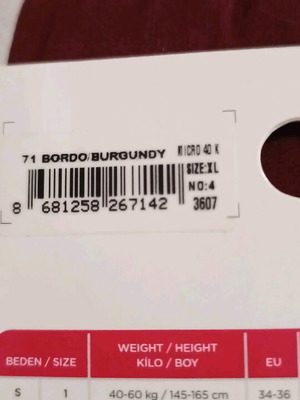 71 BORDO/BURGUNDY MICRO 40 K
SIZE:XL
NO:4
8 681258 267142 3607
BEDEN / SIZE
WEIGHT / HEIGHT
KİLO / BOY
EU
S 1 40-60 kg / 145-165 cm 34-36